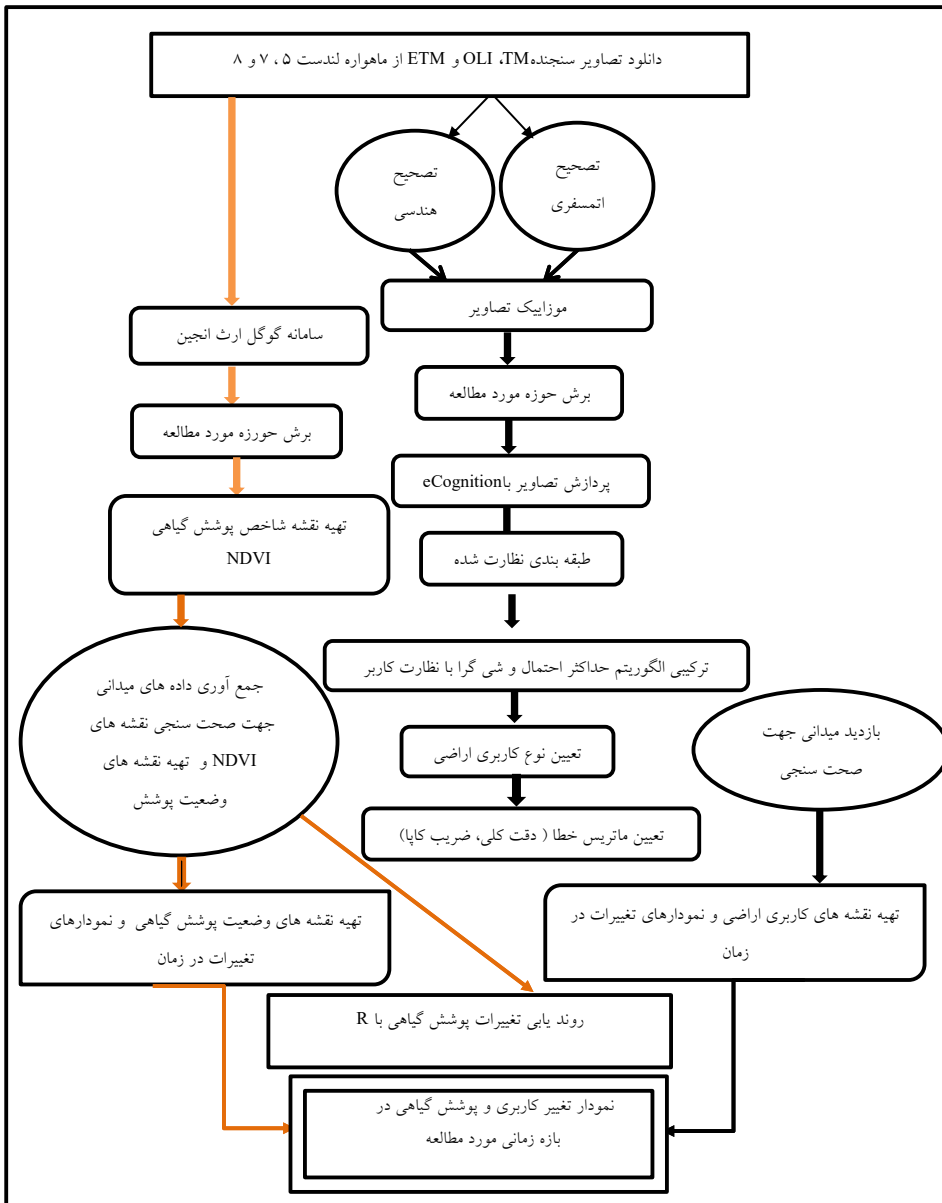 دانلود تصاویر سنجنده OLI ،TM و ETM از ماهواره لندست ۵ ، ۷ و ۸
تصحیح
اتمسفری
تصحیح
هندسی
موزاییک تصاویر
سامانه گوگل ارث انجین
برش حوزه مورد مطالعه
برش حورزه مورد مطالعه
پردازش تصاویر با eCognition
تهیه نقشه شاخص پوشش گیاهی
NDVI
طبقه بندی نظارت شده
ترکیبی الگوریتم حداکثر احتمال و شی گرا با نظارت کاربر
جمع آوری داده های میدانی
جهت صحت سنجی نقشه های
NDVI و تهیه نقشه های
وضعیت پوشش
بازدید میدانی جهت
صحت سنجی
تعیین نوع کاربری اراضی
تعیین ماتریس خطا ( دقت کلی، ضریب کاپا)
تهیه نقشه های کاربری اراضی و نمودارهای تغییرات در
زمان
تهیه نقشه های وضعیت پوشش گیاهی و نمودارهای
تغییرات در زمان
روند یابی تغییرات پوشش گیاهی با R
نمودار تغییر کاربری و پوشش گیاهی در
بازه زمانی مورد مطالعه